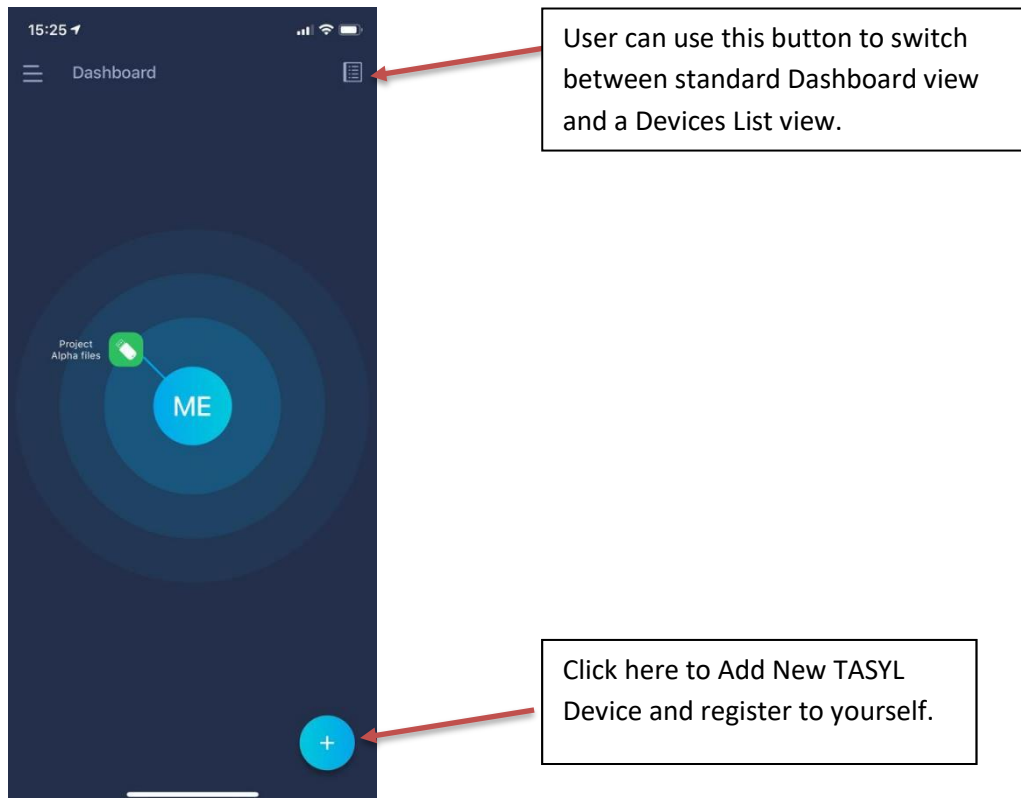 15:25
Dashboard
User can use this button to switch
between standard Dashboard view
and a Devices List view.
Project
Alpha files
ME
Click here to Add New TASYL
Device and register to yourself.
+